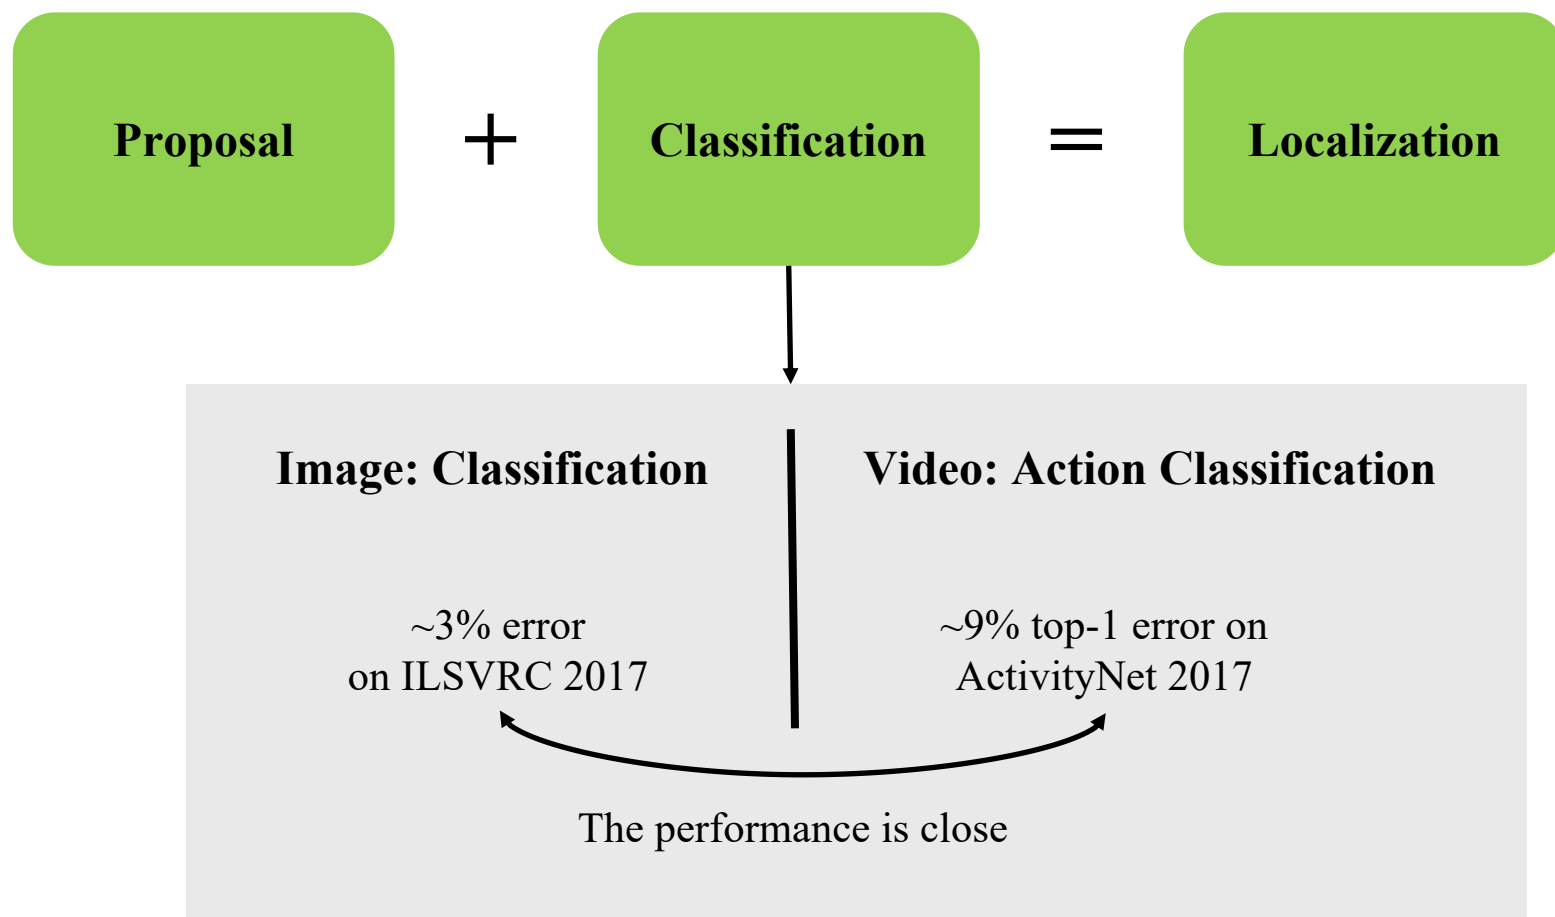 Proposal + Classification = Localization
Image: Classification
Video: Action Classification
~3% error
on ILSVRC 2017
~9% top-1 error on
ActivityNet 2017
The performance is close